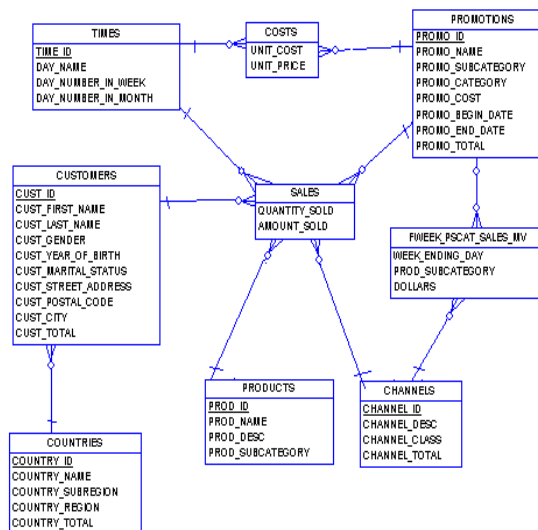 TIMES
TIME_ID
DAY_NAME
DAY_NUMBER_IN_WEEK
DAY_NUMBER_IN_MONTH
COSTS
UNIT_COST
UNIT_PRICE
PROMOTIONS
PROMO_ID
PROMO_NAME
PROMO_SUBCATEGORY
PROMO_CATEGORY
PROMO_COST
PROMO_BEGIN_DATE
PROMO_END_DATE
PROMO_TOTAL
CUSTOMERS
CUST_ID
CUST_FIRST_NAME
CUST_LAST_NAME
CUST_GENDER
CUST_YEAR_OF_BIRTH
CUST_MARITAL_STATUS
CUST_STREET_ADDRESS
CUST_POSTAL_CODE
CUST_CITY
CUST_TOTAL
SALES
QUANTITY_SOLD
AMOUNT_SOLD
FWEEK_PSCAT_SALES_MV
WEEK_ENDING_DAY
PROD_SUBCATEGORY
DOLLARS
PRODUCTS
PROD_ID
PROD_NAME
PROD_DESC
PROD_SUBCATEGORY
CHANNELS
CHANNEL_ID
CHANNEL_DESC
CHANNEL_CLASS
CHANNEL_TOTAL
COUNTRIES
COUNTRY_ID
COUNTRY_NAME
COUNTRY_SUBREGION
COUNTRY_REGION
COUNTRY_TOTAL